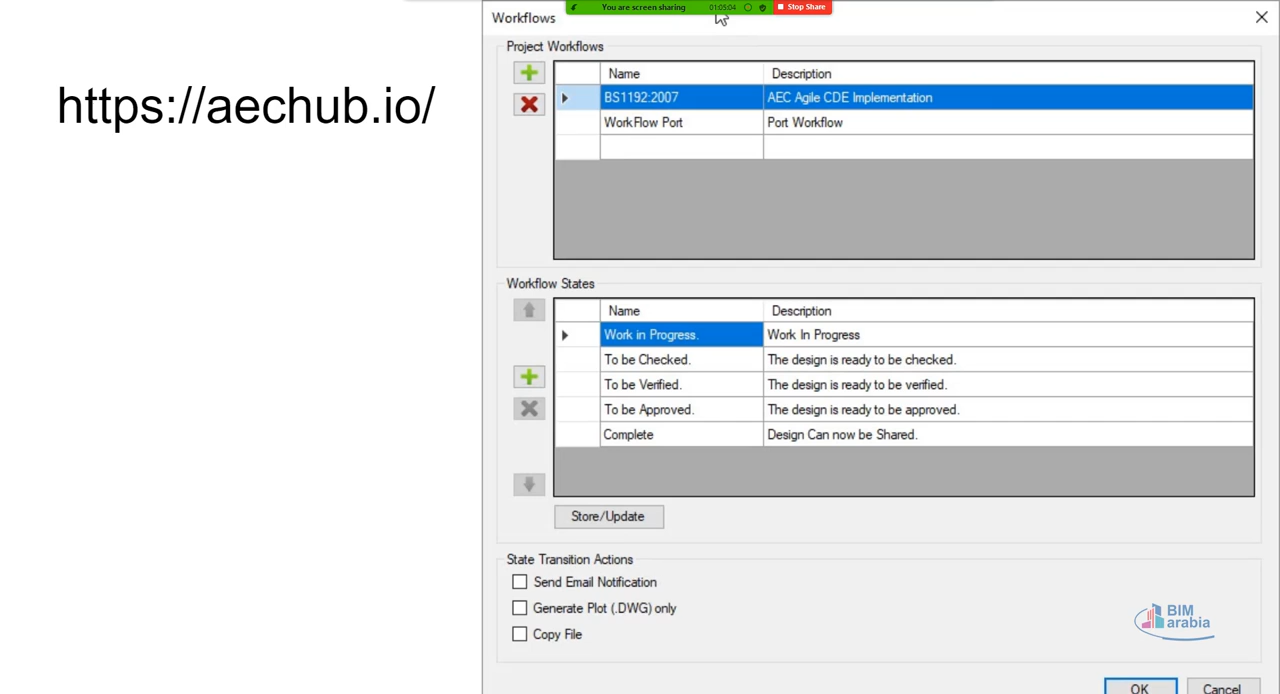 You are screen sharing 01:05:04 Stop Share
Workflows
https://aechub.io/
Project Workflows
Name Description
BS1192:2007 AEC Agile CDE Implementation
WorkFlow Port Port Workflow
Workflow States
Name Description
Work in Progress. Work In Progress
To be Checked. The design is ready to be checked.
To be Verified. The design is ready to be verified.
To be Approved. The design is ready to be approved.
Complete Design Can now be Shared.
Store/Update
State Transition Actions
Send Email Notification
Generate Plot (.DWG) only
Copy File
BIM
arabia
OK Cancel